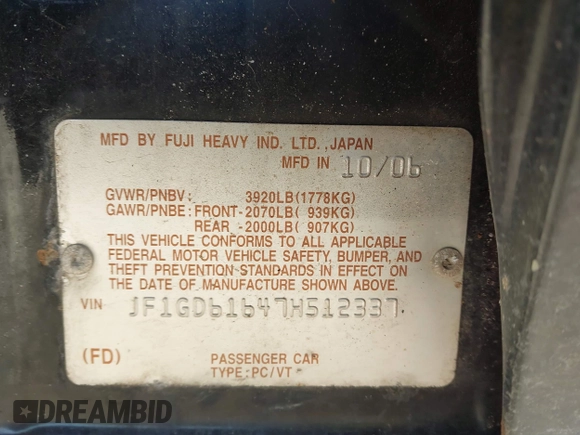 MFD BY FUJI HEAVY IND. LTD., JAPAN
MFD IN 10/06
GVWR/PNBV: 3920LB(1778KG)
GAWR/PNBE: FRONT-2070LB( 939KG)
REAR -2000LB( 907KG)
THIS VEHICLE CONFORMS TO ALL APPLICABLE
FEDERAL MOTOR VEHICLE SAFETY, BUMPER, AND
THEFT PREVENTION STANDARDS IN EFFECT ON
THE DATE OF MANUFACTURE SHOWN ABOVE.
VIN JF1GD61647H512337
(FD) PASSENGER CAR
TYPE:PC/VT
DREAMBID